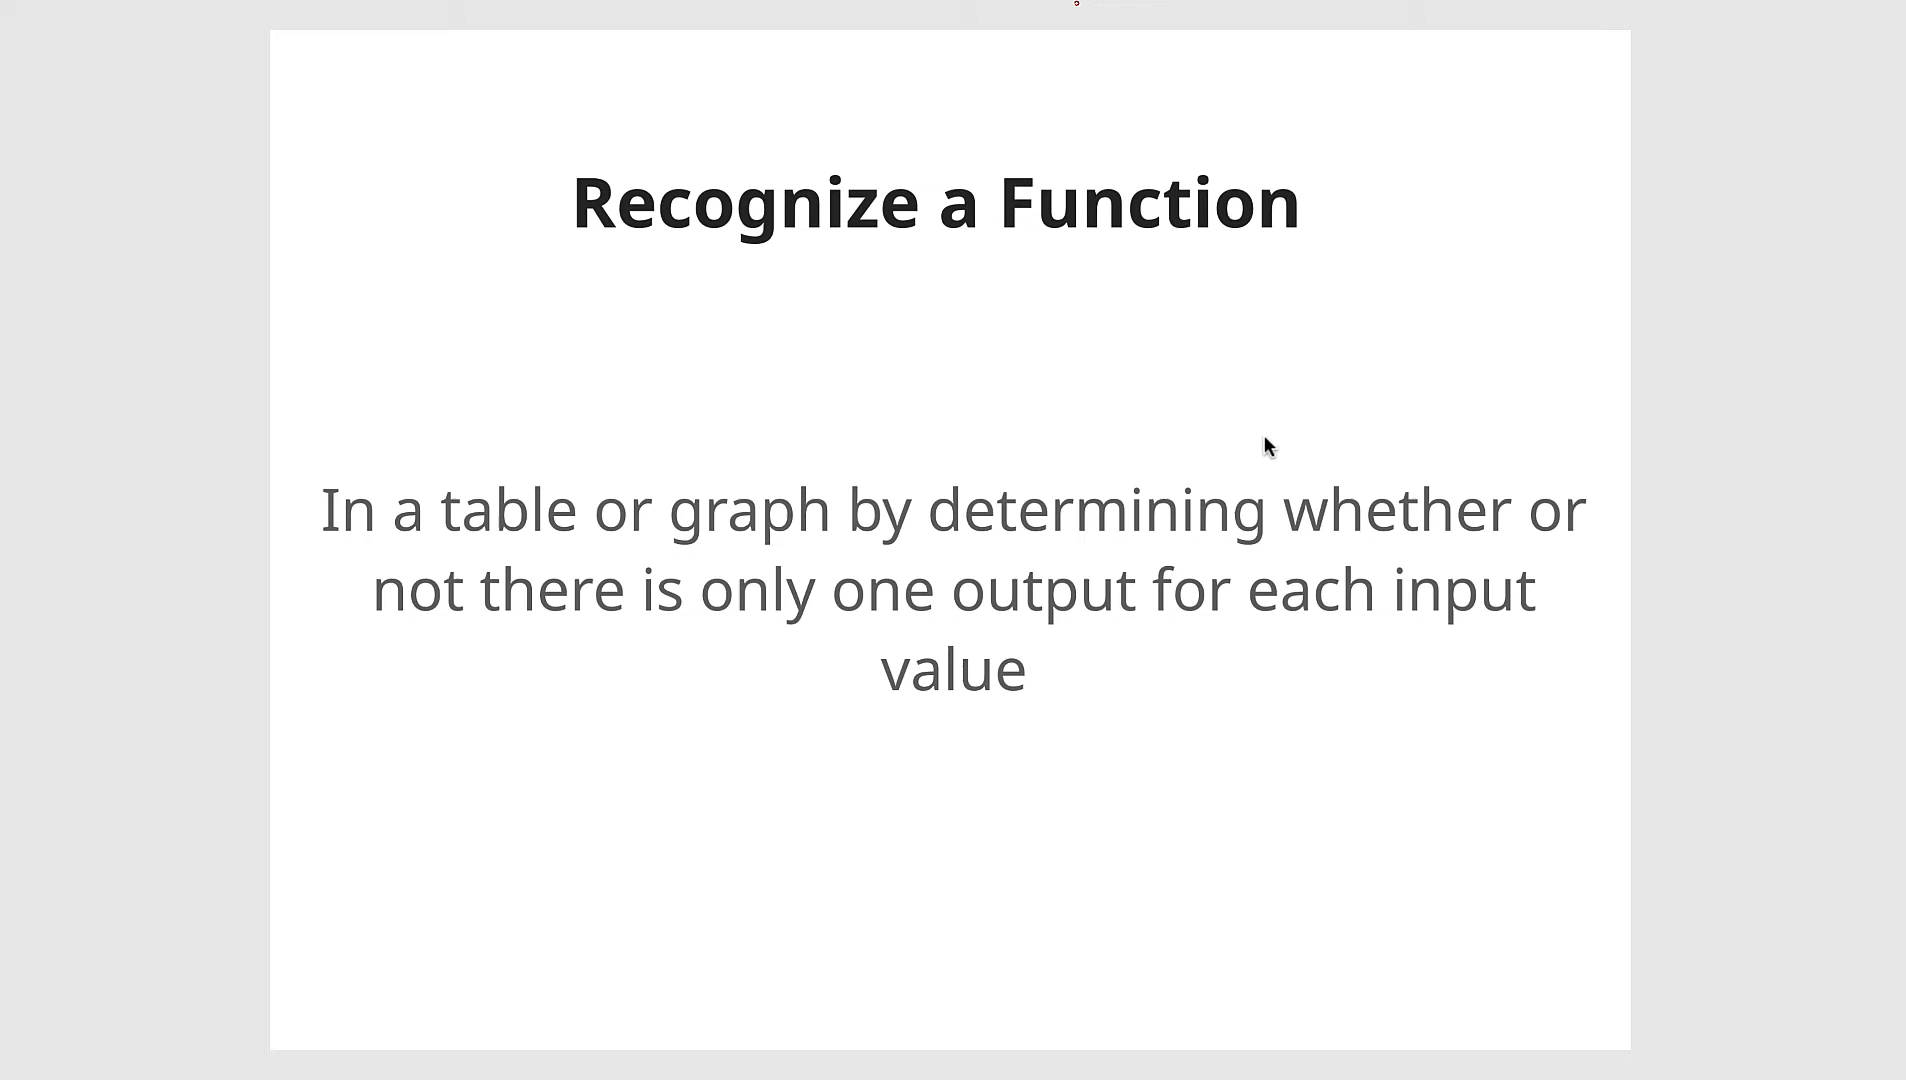 Recognize a Function
In a table or graph by determining whether or
not there is only one output for each input
value